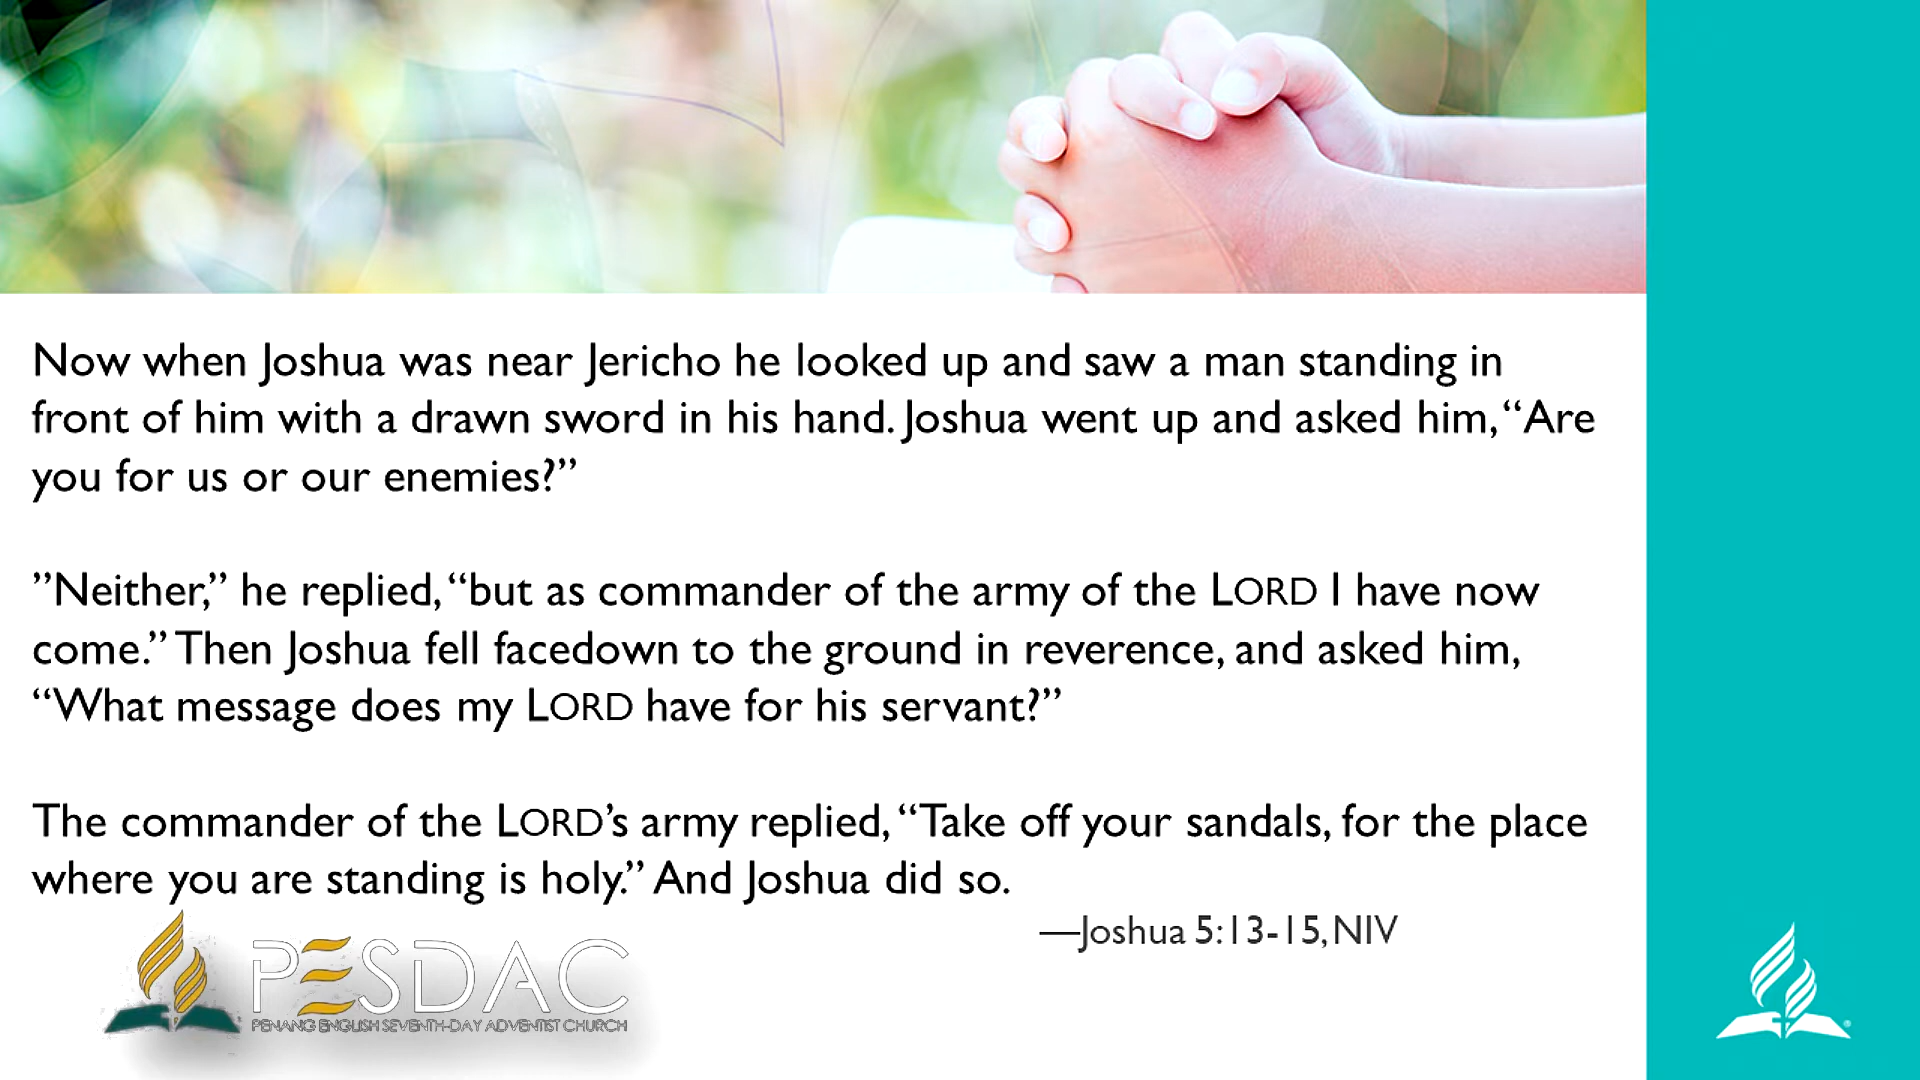 Now when Joshua was near Jericho he looked up and saw a man standing in
front of him with a drawn sword in his hand. Joshua went up and asked him, “Are
you for us or our enemies?”
”Neither,” he replied, “but as commander of the army of the LORD I have now
come.” Then Joshua fell facedown to the ground in reverence, and asked him,
“What message does my LORD have for his servant?”
The commander of the LORD’s army replied, “Take off your sandals, for the place
where you are standing is holy.” And Joshua did so.
—Joshua 5:13-15, NIV
PESDAC
PENANG ENGLISH SEVENTH-DAY ADVENTIST CHURCH